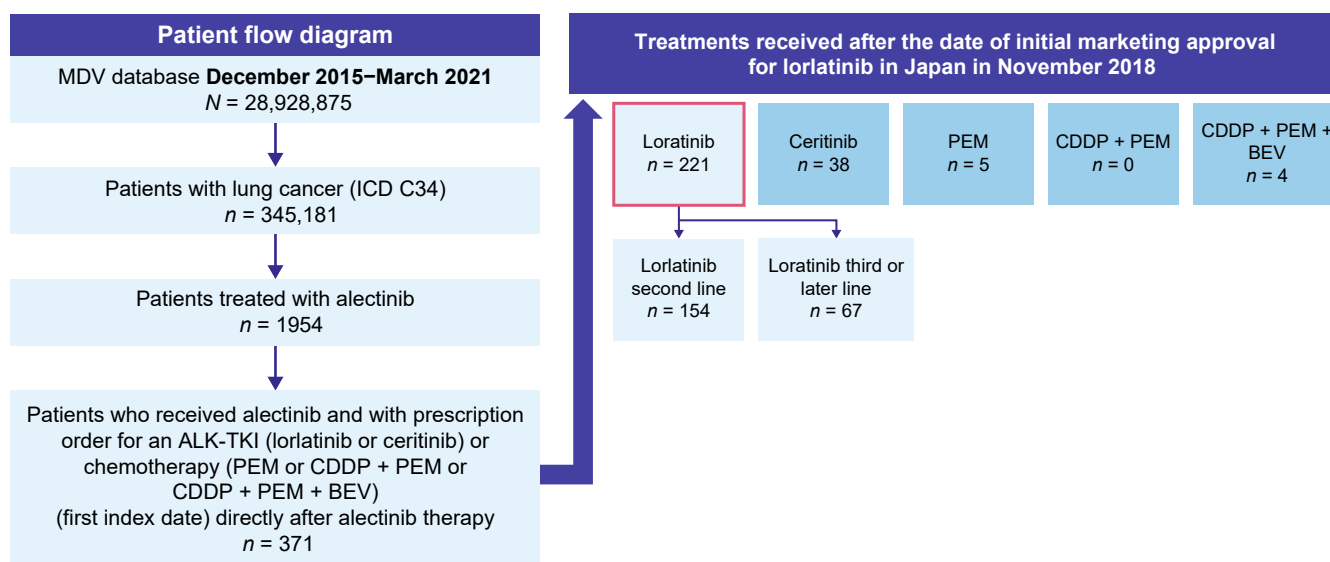 Patient flow diagram
MDV database December 2015–March 2021
N = 28,928,875
Patients with lung cancer (ICD C34)
n = 345,181
Patients treated with alectinib
n = 1954
Patients who received alectinib and with prescription
order for an ALK-TKI (lorlatinib or ceritinib) or
chemotherapy (PEM or CDDP + PEM or
CDDP + PEM + BEV)
(first index date) directly after alectinib therapy
n = 371
Treatments received after the date of initial marketing approval
for lorlatinib in Japan in November 2018
Loratinib
n = 221
Ceritinib
n = 38
PEM
n = 5
CDDP + PEM
n = 0
CDDP + PEM +
BEV
n = 4
Lorlatinib
second line
n = 154
Loratinib third or
later line
n = 67